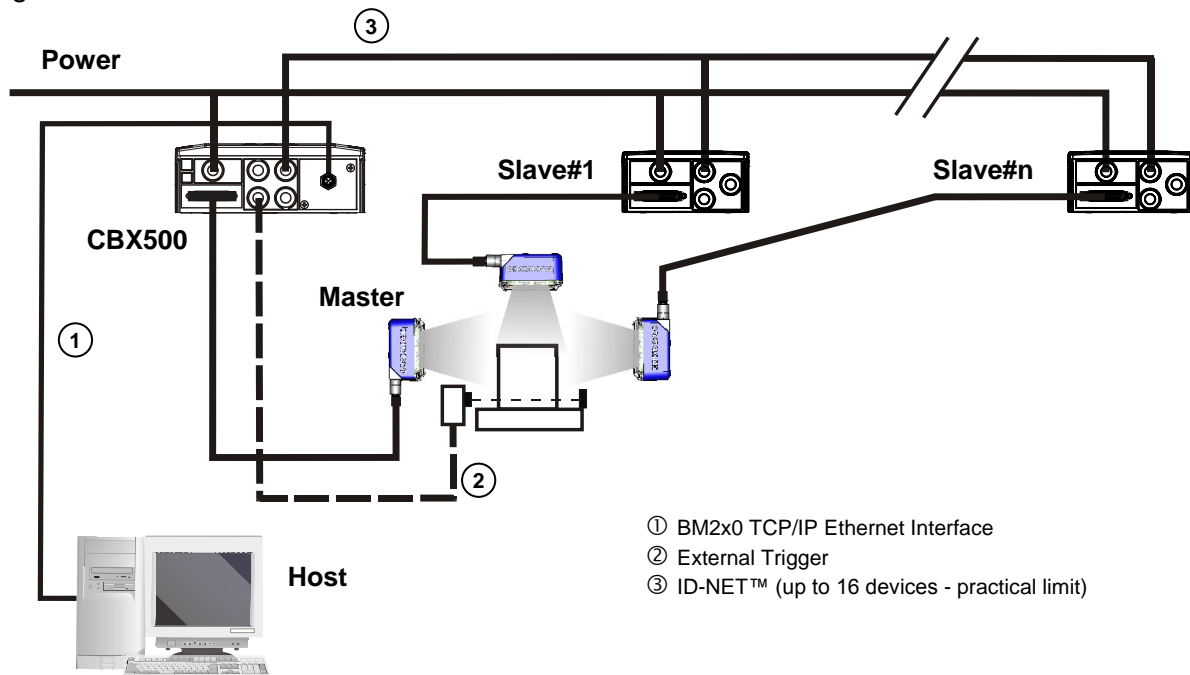 ③
Power
Slave#1
Slave#n
CBX500
Master
①
②
① BM2x0 TCP/IP Ethernet Interface
② External Trigger
③ ID-NET™ (up to 16 devices - practical limit)
Host